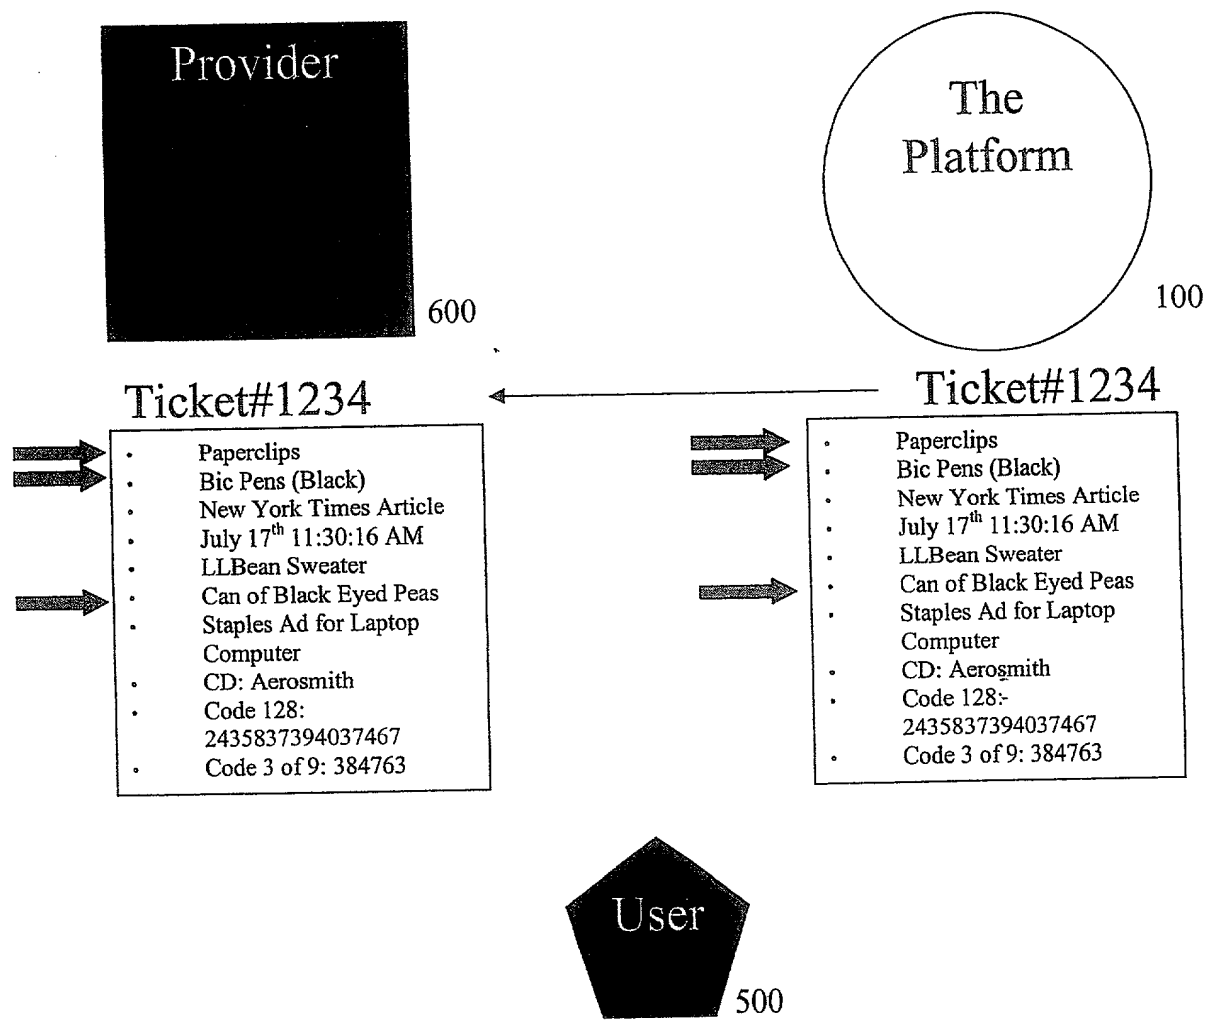 Provider
600
The
Platform
100
Ticket#1234
• Paperclips
• Bic Pens (Black)
• New York Times Article
• July 17th 11:30:16 AM
• LLBean Sweater
• Can of Black Eyed Peas
• Staples Ad for Laptop
Computer
• CD: Aerosmith
• Code 128:
2435837394037467
• Code 3 of 9: 384763
Ticket#1234
• Paperclips
• Bic Pens (Black)
• New York Times Article
• July 17th 11:30:16 AM
• LLBean Sweater
• Can of Black Eyed Peas
• Staples Ad for Laptop
Computer
• CD: Aerosmith
• Code 128:-
2435837394037467
• Code 3 of 9: 384763
User
500